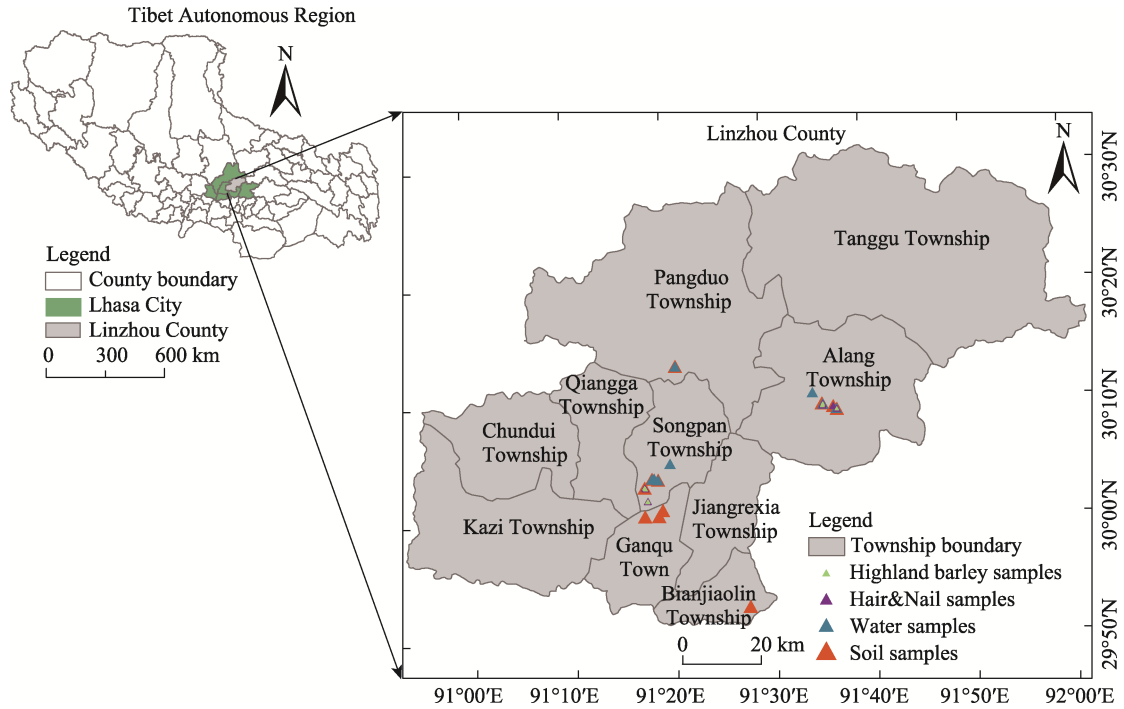 Tibet Autonomous Region
N
Legend
County boundary
Lhasa City
Linzhou County
0 300 600 km
Linzhou County
N
Tanggu Township
Pangduo
Township
Alang
Township
Qiangga
Township
Songpan
Township
Chundui
Township
Jiangrexia
Township
Kazi Township
Ganqu
Town
Bianjiaolin
Township
0 20 km
Legend
Township boundary
Highland barley samples
Hair&Nail samples
Water samples
Soil samples
30°30′N
30°20′N
30°10′N
30°00′N
29°50′N
91°00′E 91°10′E 91°20′E 91°30′E 91°40′E 91°50′E 92°00′E